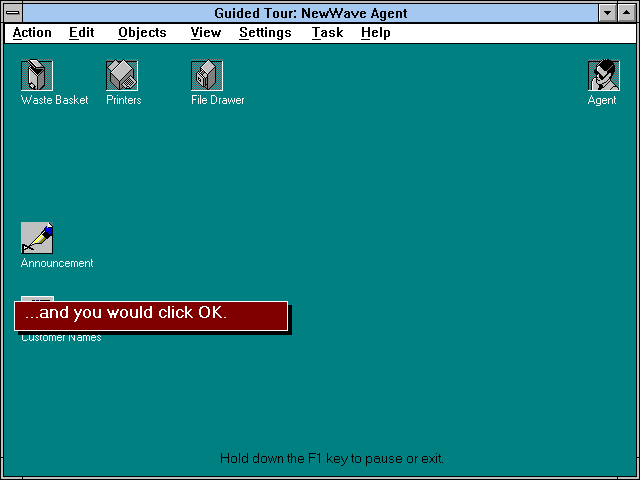 Guided Tour: NewWave Agent
Action Edit Objects View Settings Task Help
Waste Basket Printers File Drawer Agent
Announcement
...and you would click OK.
Customer Names
Hold down the F1 key to pause or exit.